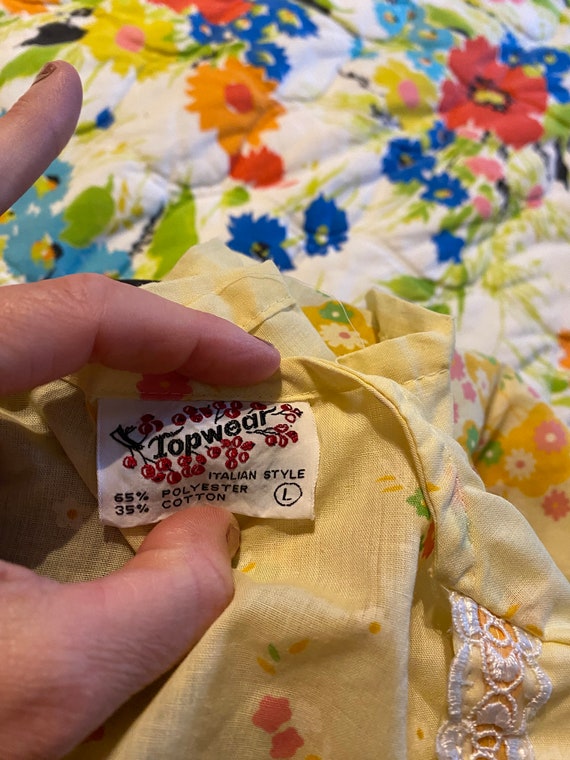 Topwear
ITALIAN STYLE
65% POLYESTER
35% COTTON
L